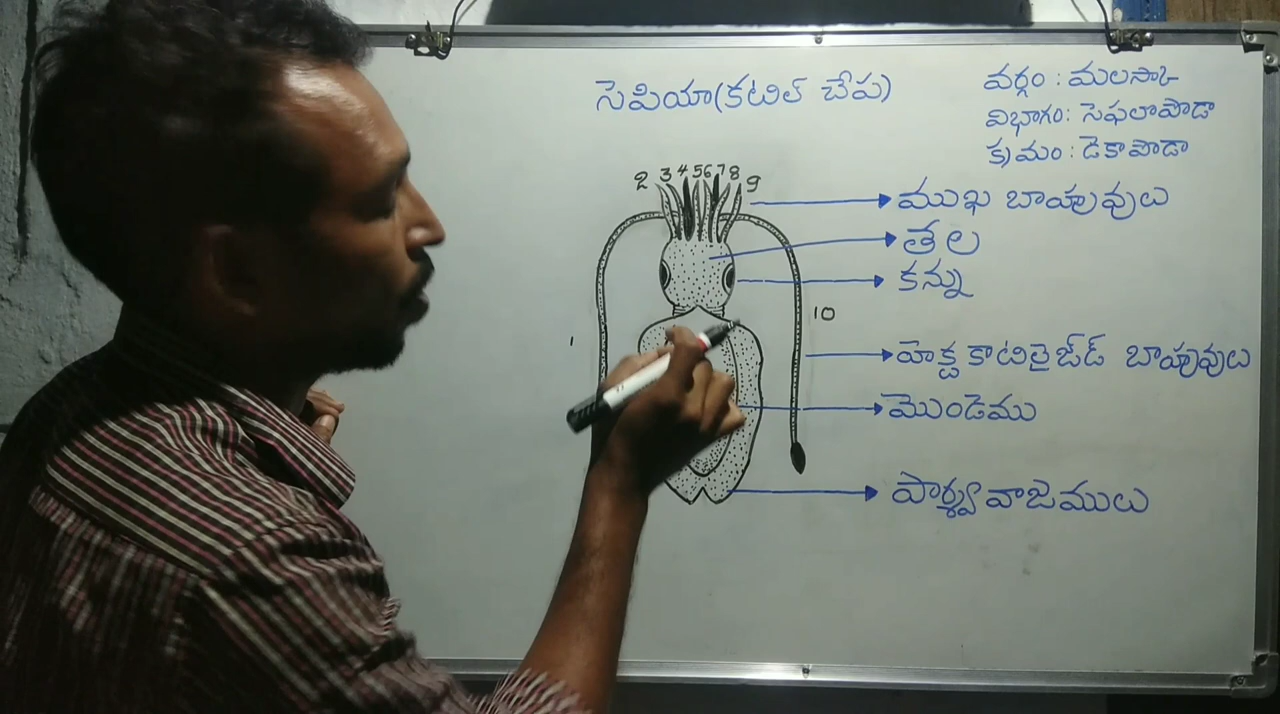 సెపియా(కటిల్ చేప)
వర్గం : మలస్కా
విభాగం: సెఫలాపొడా
క్రమం : డెకాపొడా
2 3 4 5 6 7 8 9
ముఖ బాహువులు
తల
కన్ను
10
1
హెక్టకాటిలైజ్డ్ బాహువులు
మొండెము
పార్శ్వవాజములు